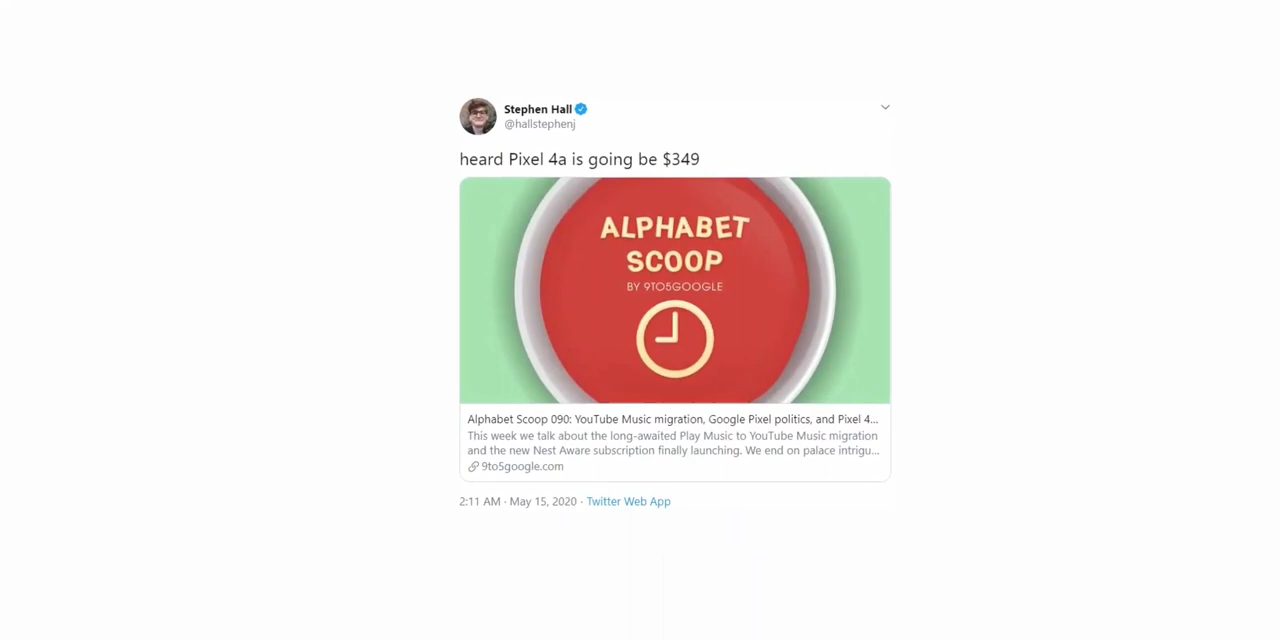 Stephen Hall
@hallstephenj
heard Pixel 4a is going be $349
ALPHABET
SCOOP
BY 9TO5GOOGLE
Alphabet Scoop 090: YouTube Music migration, Google Pixel politics, and Pixel 4...
This week we talk about the long-awaited Play Music to YouTube Music migration
and the new Nest Aware subscription finally launching. We end on palace intrigu...
9to5google.com
2:11 AM · May 15, 2020 · Twitter Web App